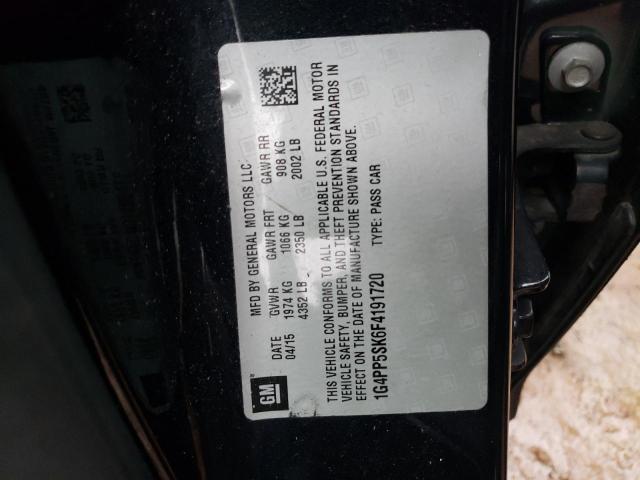 MFD BY GENERAL MOTORS LLC
DATE GVWR GAWR FRT GAWR RR
04/15 1974 KG 1066 KG 908 KG
4352 LB 2350 LB 2002 LB
GM
THIS VEHICLE CONFORMS TO ALL APPLICABLE U.S. FEDERAL MOTOR
VEHICLE SAFETY, BUMPER, AND THEFT PREVENTION STANDARDS IN
EFFECT ON THE DATE OF MANUFACTURE SHOWN ABOVE.
1G4PP5SK6F4191720 TYPE: PASS CAR